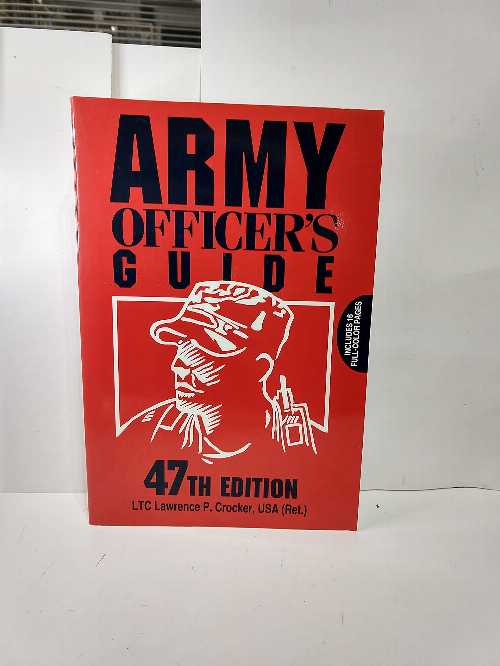 ARMY
OFFICER'S
GUIDE
INCLUDES 16
FULL-COLOR PAGES
47TH EDITION
LTC Lawrence P. Crocker, USA (Ret.)